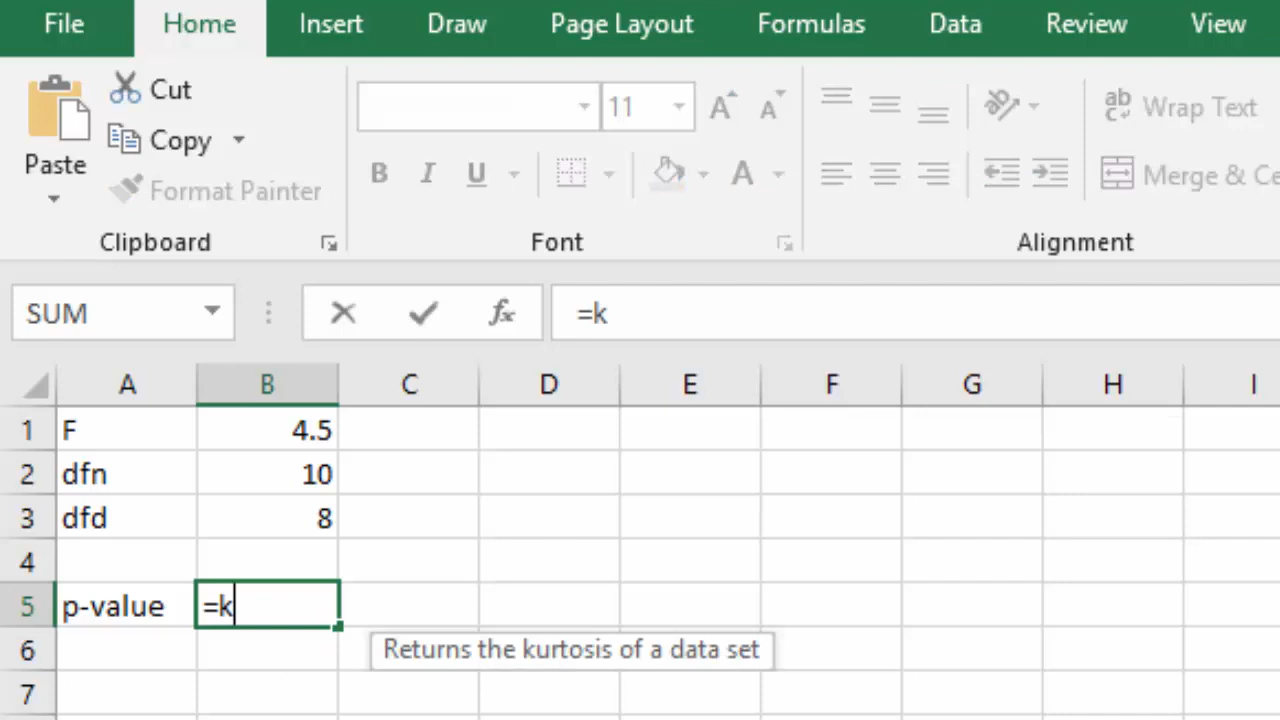 File Home Insert Draw Page Layout Formulas Data Review View
Cut
Copy
Paste
Format Painter
Clipboard
11 A A
B I U A
Font
ab Wrap Text
Merge & Ce
Alignment
SUM fx =k
A B C D E F G H I
1 F 4.5
2 dfn 10
3 dfd 8
4
5 p-value =k
6 Returns the kurtosis of a data set
7